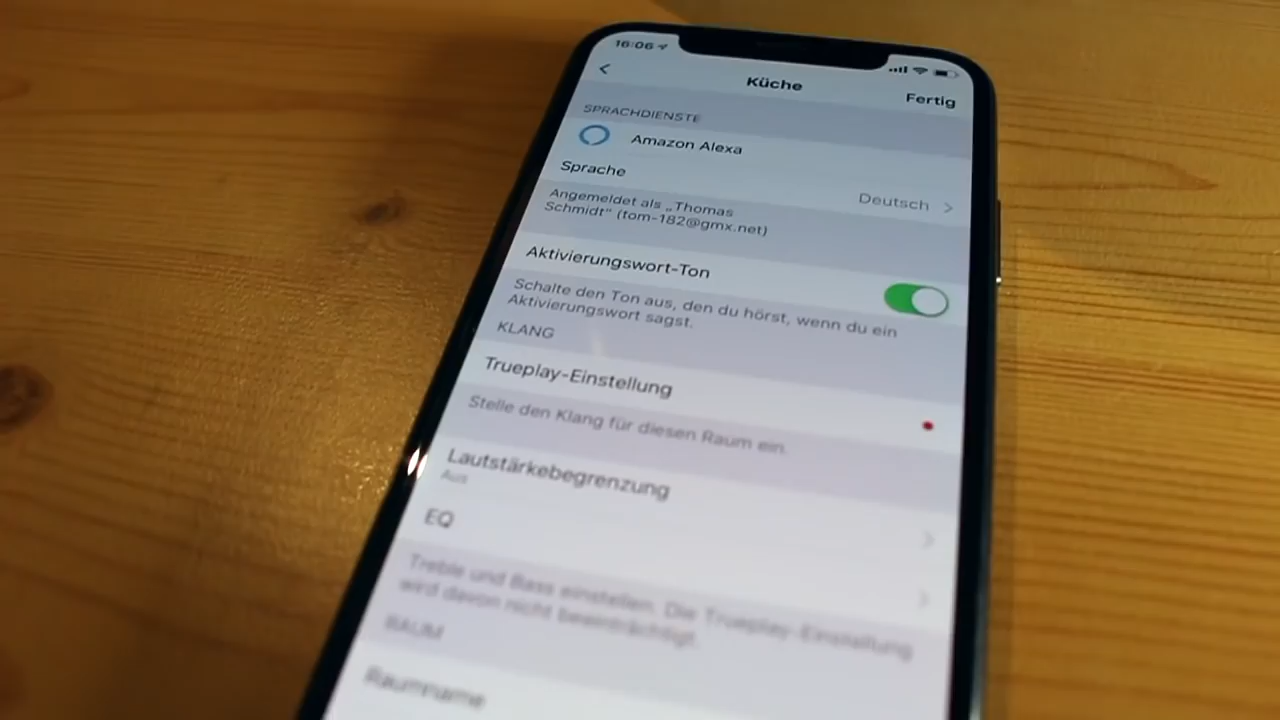 16:06
Küche
Fertig
SPRACHDIENSTE
Amazon Alexa
Sprache
Deutsch
Angemeldet als „Thomas
Schmidt“ (tom-182@gmx.net)
Aktivierungswort-Ton
Schalte den Ton aus, den du hörst, wenn du ein
Aktivierungswort sagst.
KLANG
Trueplay-Einstellung
Stelle den Klang für diesen Raum ein.
Lautstärkebegrenzung
Aus
EQ
Treble und Bass einstellen. Die Trueplay-Einstellung
wird davon nicht beeinträchtigt.
RAUM
Raumname